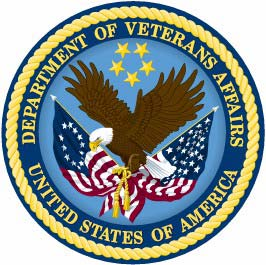 DEPARTMENT OF VETERANS AFFAIRS
UNITED STATES OF AMERICA